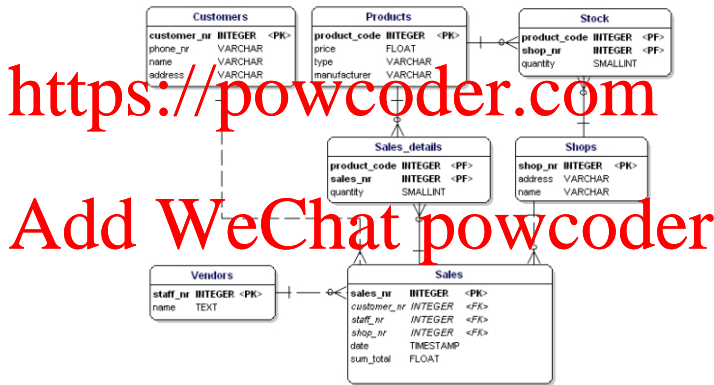 Customers
customer_nr INTEGER <PK>
phone_nr VARCHAR
name VARCHAR
address VARCHAR
Products
product_code INTEGER <PK>
price FLOAT
type VARCHAR
manufacturer VARCHAR
Stock
product_code INTEGER <PF>
shop_nr INTEGER <PF>
quantity SMALLINT
https://powcoder.com
Sales_details
product_code INTEGER <PF>
sales_nr INTEGER <PF>
quantity SMALLINT
Shops
shop_nr INTEGER <PK>
address VARCHAR
name VARCHAR
Add WeChat powcoder
Vendors
staff_nr INTEGER <PK>
name TEXT
Sales
sales_nr INTEGER <PK>
customer_nr INTEGER <FK>
staff_nr INTEGER <FK>
shop_nr INTEGER <FK>
date TIMESTAMP
sum_total FLOAT